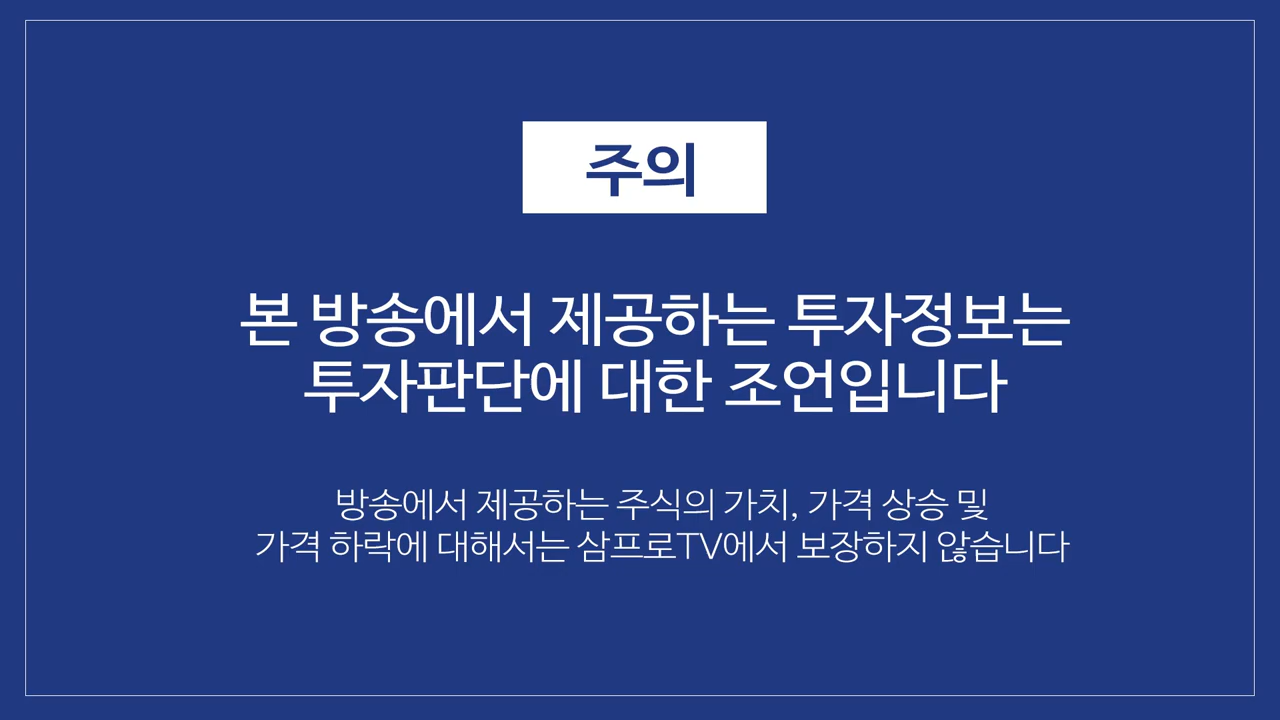 주의
본 방송에서 제공하는 투자정보는
투자판단에 대한 조언입니다
방송에서 제공하는 주식의 가치, 가격 상승 및
가격 하락에 대해서는 삼프로TV에서 보장하지 않습니다